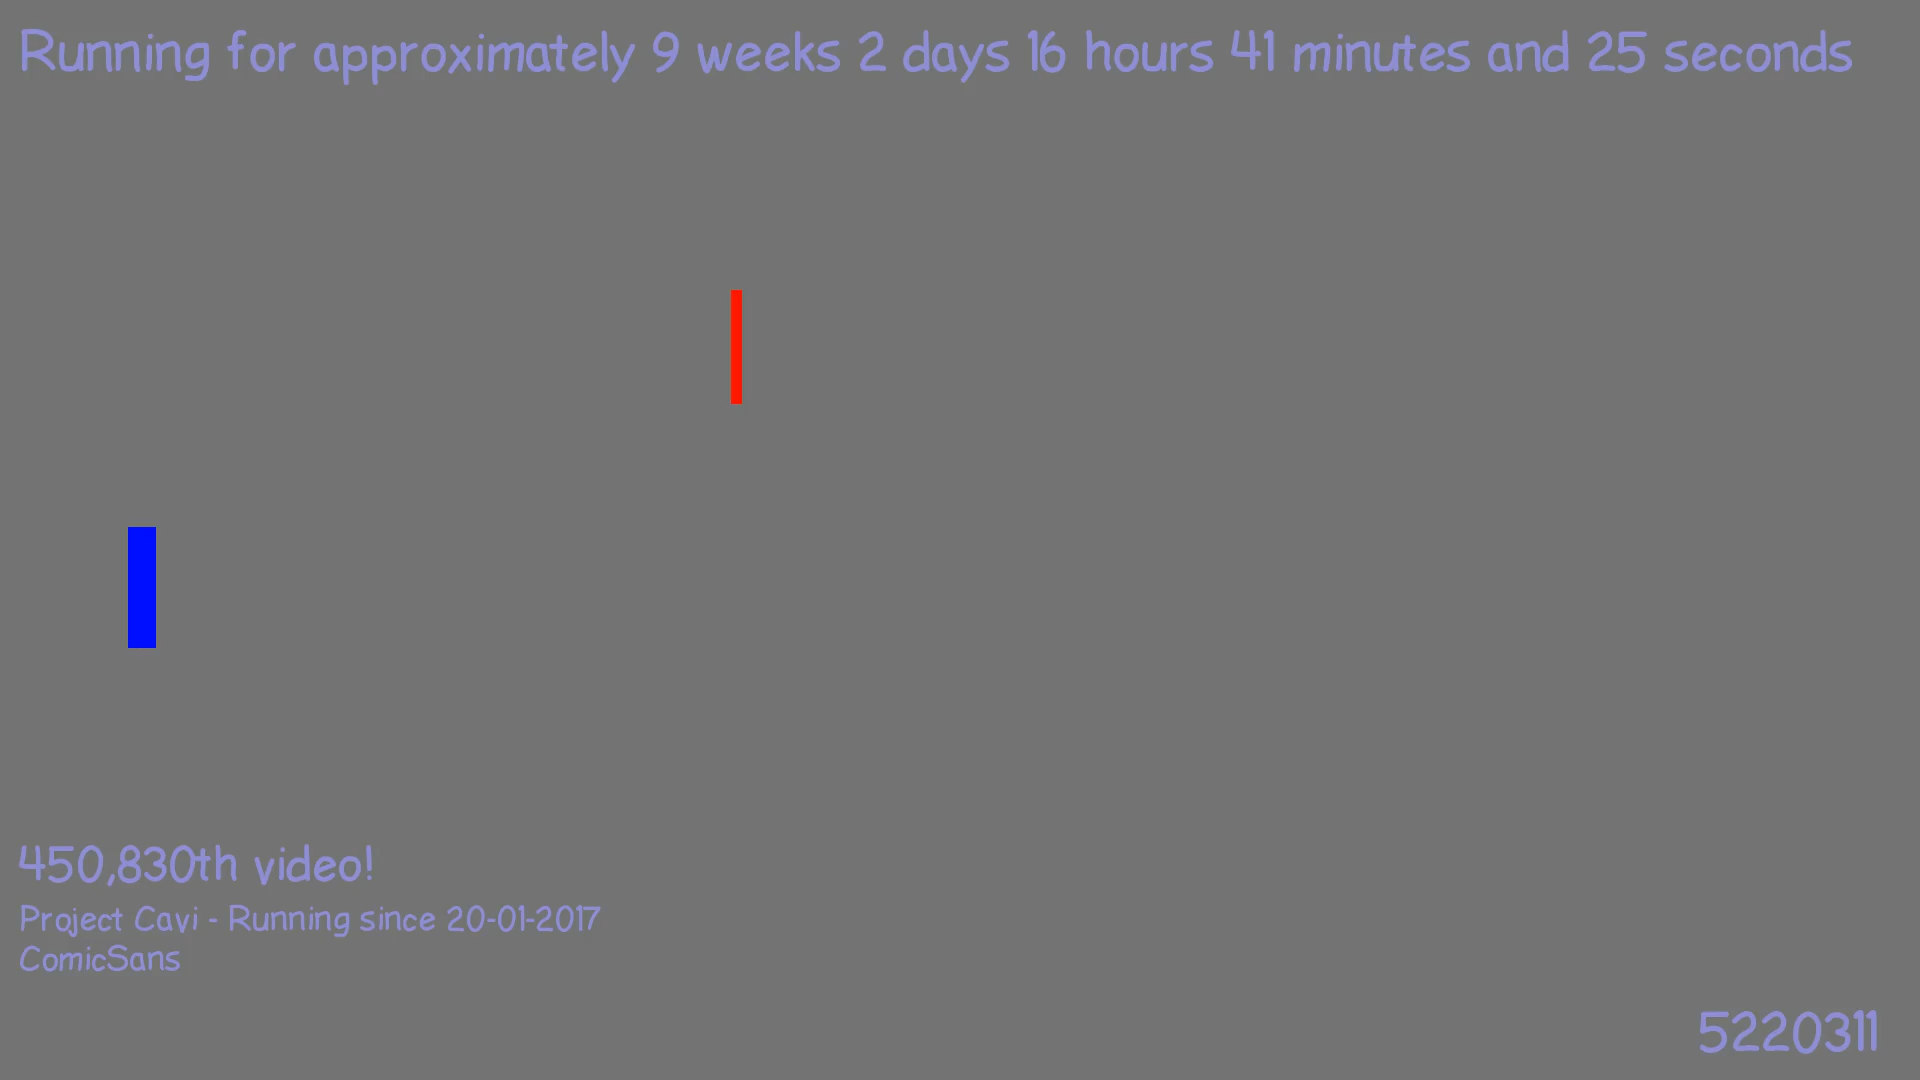 Running for approximately 9 weeks 2 days 16 hours 41 minutes and 25 seconds
450,830th video!
Project Cavi - Running since 20-01-2017
ComicSans
5220311